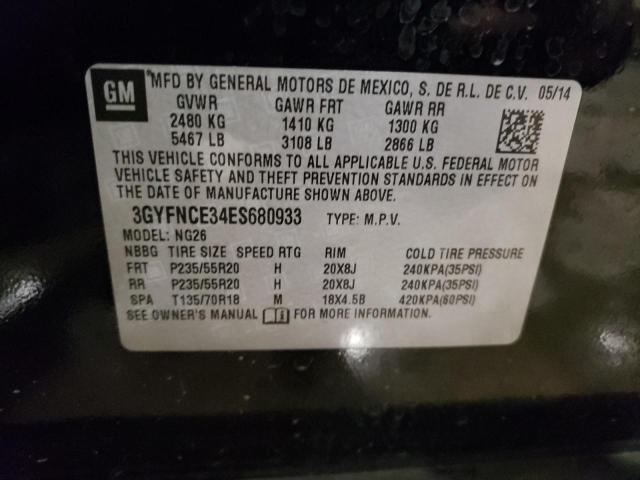 GM
*MFD BY GENERAL MOTORS DE MEXICO, S. DE R.L. DE C.V. 05/14
GVWR GAWR FRT GAWR RR
2480 KG 1410 KG 1300 KG
5467 LB 3108 LB 2866 LB
THIS VEHICLE CONFORMS TO ALL APPLICABLE U.S. FEDERAL MOTOR
VEHICLE SAFETY AND THEFT PREVENTION STANDARDS IN EFFECT ON
THE DATE OF MANUFACTURE SHOWN ABOVE.
3GYFNCE34ES680933 TYPE: M.P.V.
MODEL: NG26
NBBG TIRE SIZE SPEED RTG RIM COLD TIRE PRESSURE
FRT P235/55R20 H 20X8J 240KPA(35PSI)
RR P235/55R20 H 20X8J 240KPA(35PSI)
SPA T135/70R18 M 18X4.5B 420KPA(60PSI)
SEE OWNER'S MANUAL FOR MORE INFORMATION.